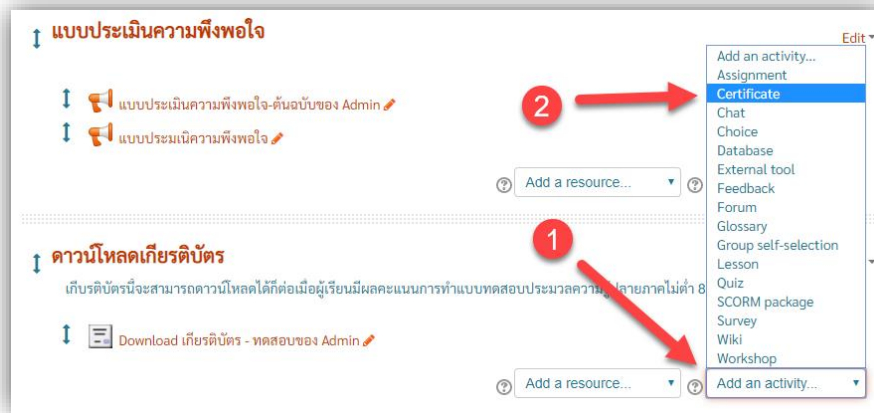 แบบประเมินความพึงพอใจ
Edit
แบบประเมินความพึงพอใจ-ต้นฉบับของ Admin
แบบประมเนิความพึงพอใจ
2
Add an activity...
Assignment
Certificate
Chat
Choice
Database
External tool
Feedback
Forum
Glossary
Group self-selection
Lesson
Quiz
SCORM package
Survey
Wiki
Workshop
Add a resource...
1
ดาวน์โหลดเกียรติบัตร
เกีบรติบัตรนี้จะสามารถดาวน์โหลดได้ก็ต่อเมื่อผู้เรียนมีผลคะแนนการทำแบบทดสอบประมวลความรู้ปลายภาคไม่ต่ำ 8
Download เกียรติบัตร - ทดสอบของ Admin
Add a resource...
Add an activity...